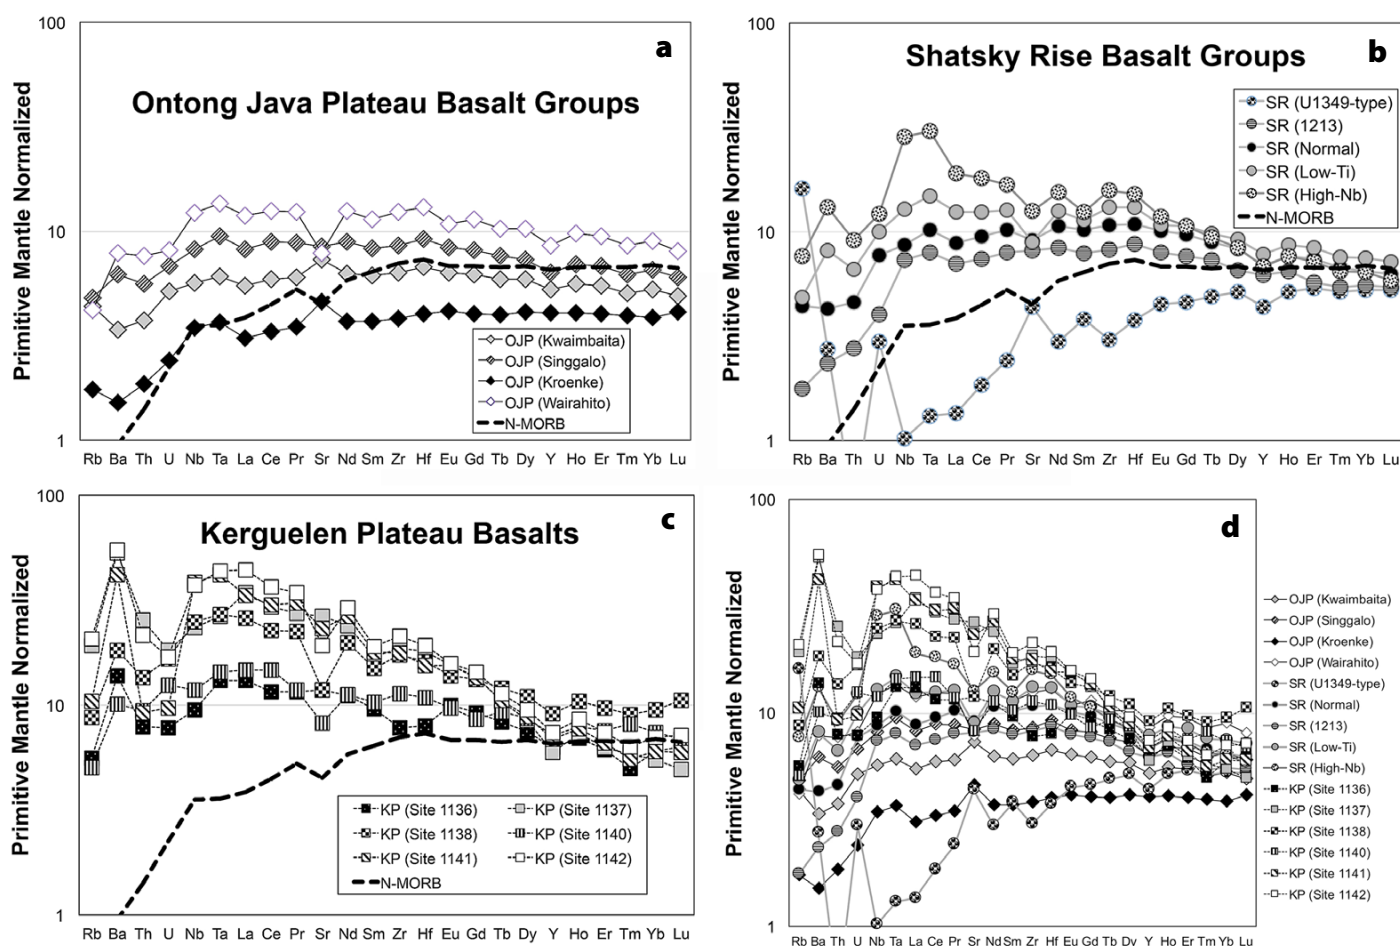 100
10
1
Primitive Mantle Normalized
a
Ontong Java Plateau Basalt Groups
OJP (Kwaimbaita)
OJP (Singgalo)
OJP (Kroenke)
OJP (Wairahito)
N-MORB
Rb Ba Th U Nb Ta La Ce Pr Sr Nd Sm Zr Hf Eu Gd Tb Dy Y Ho Er Tm Yb Lu
100
10
1
Primitive Mantle Normalized
b
Shatsky Rise Basalt Groups
SR (U1349-type)
SR (1213)
SR (Normal)
SR (Low-Ti)
SR (High-Nb)
N-MORB
Rb Ba Th U Nb Ta La Ce Pr Sr Nd Sm Zr Hf Eu Gd Tb Dy Y Ho Er Tm Yb Lu
100
10
1
Primitive Mantle Normalized
c
Kerguelen Plateau Basalts
KP (Site 1136) KP (Site 1137)
KP (Site 1138) KP (Site 1140)
KP (Site 1141) KP (Site 1142)
N-MORB
Rb Ba Th U Nb Ta La Ce Pr Sr Nd Sm Zr Hf Eu Gd Tb Dy Y Ho Er Tm Yb Lu
100
10
1
Primitive Mantle Normalized
d
OJP (Kwaimbaita)
OJP (Singgalo)
OJP (Kroenke)
OJP (Wairahito)
SR (U1349-type)
SR (Normal)
SR (1213)
SR (Low-Ti)
SR (High-Nb)
KP (Site 1136)
KP (Site 1137)
KP (Site 1138)
KP (Site 1140)
KP (Site 1141)
KP (Site 1142)
Rb Ba Th U Nb Ta La Ce Pr Sr Nd Sm Zr Hf Eu Gd Tb Dy Y Ho Er Tm Yb Lu